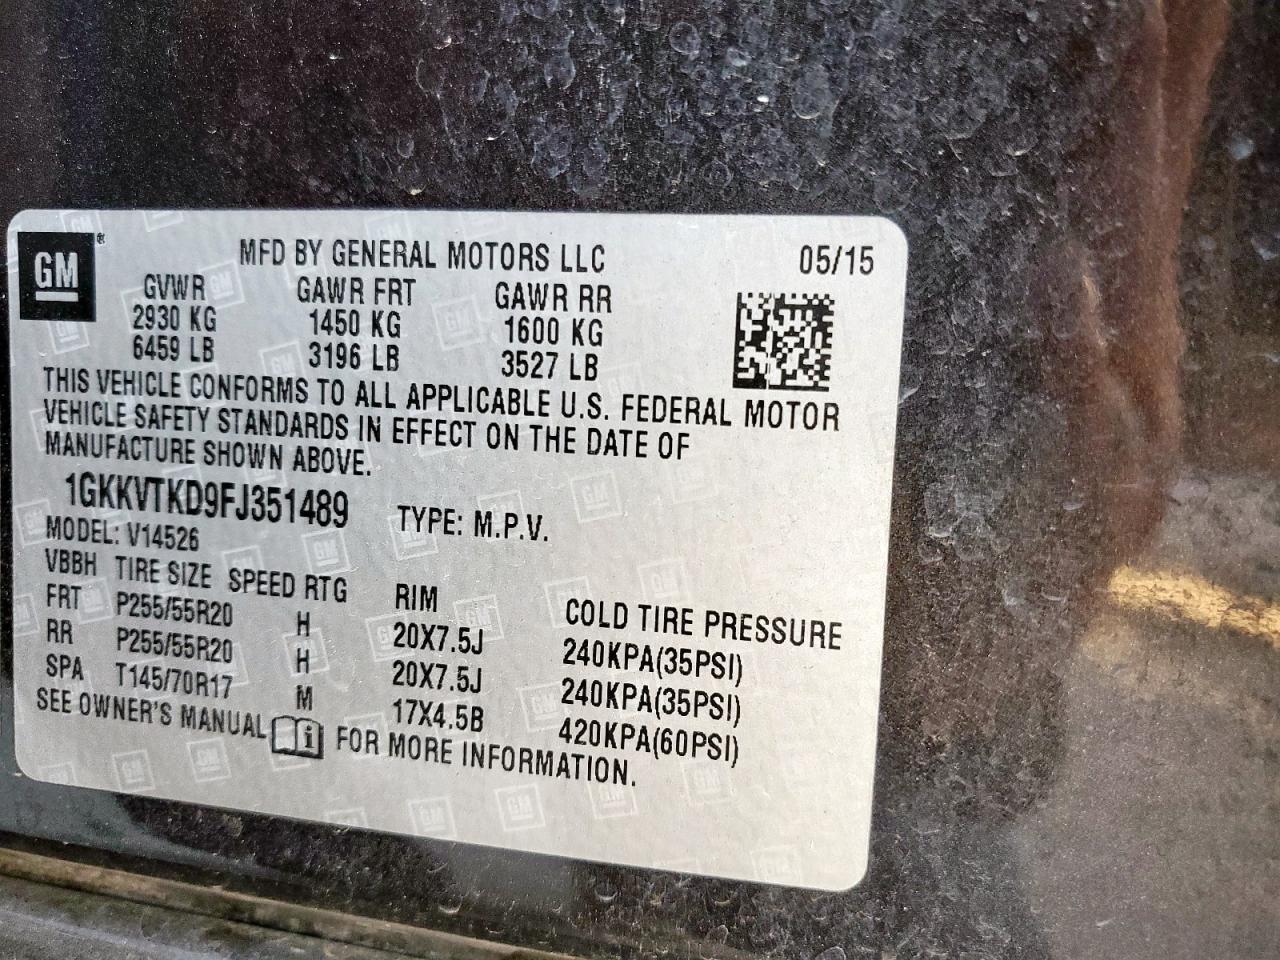 GM ® MFD BY GENERAL MOTORS LLC 05/15
GVWR GAWR FRT GAWR RR
2930 KG 1450 KG 1600 KG
6459 LB 3196 LB 3527 LB
THIS VEHICLE CONFORMS TO ALL APPLICABLE U.S. FEDERAL MOTOR
VEHICLE SAFETY STANDARDS IN EFFECT ON THE DATE OF
MANUFACTURE SHOWN ABOVE.
1GKKVTKD9FJ351489 TYPE: M.P.V.
MODEL: V14526
VBBH TIRE SIZE SPEED RTG RIM COLD TIRE PRESSURE
FRT P255/55R20 H 20X7.5J 240KPA(35PSI)
RR P255/55R20 H 20X7.5J 240KPA(35PSI)
SPA T145/70R17 M 17X4.5B 420KPA(60PSI)
SEE OWNER'S MANUAL i FOR MORE INFORMATION.